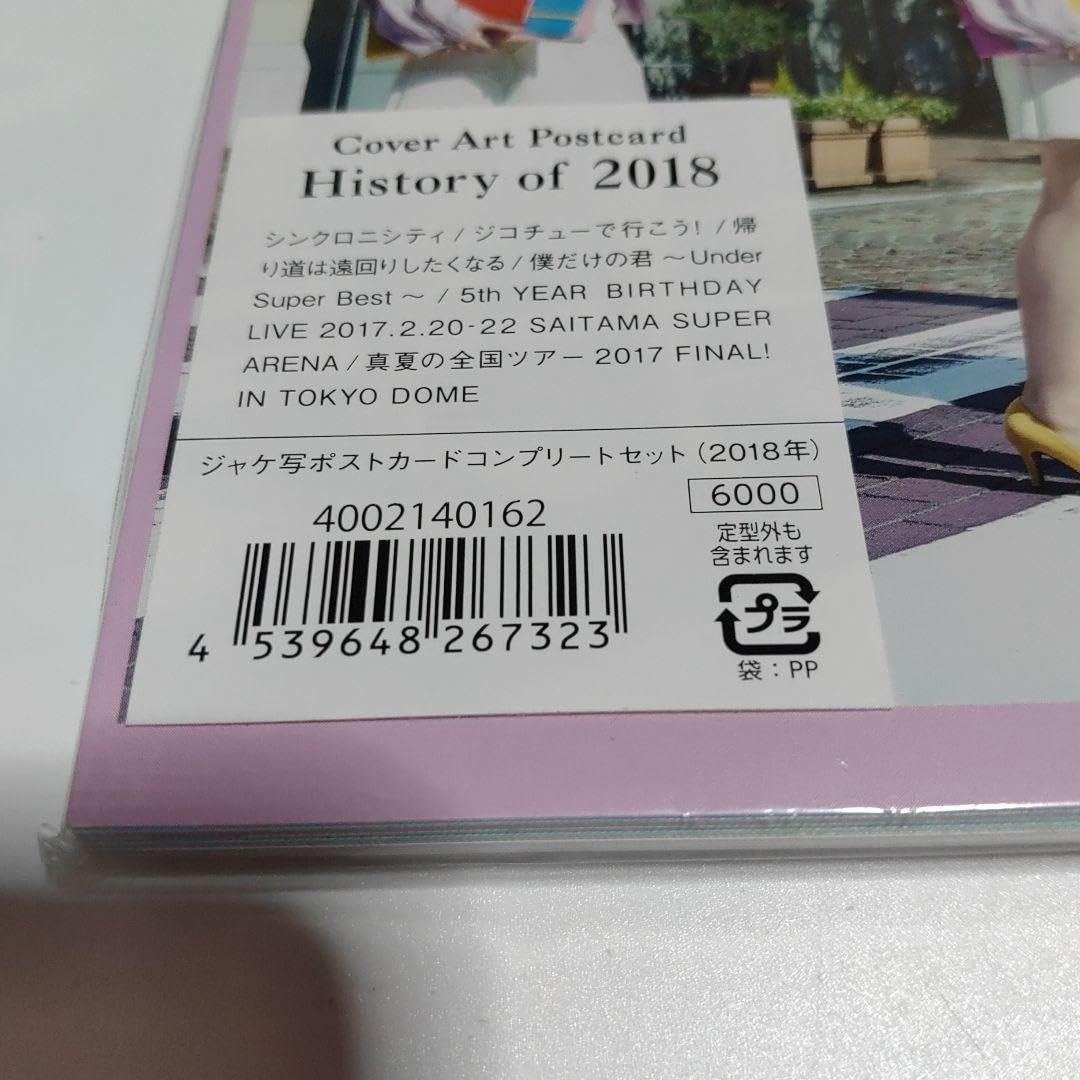 Cover Art Postcard
History of 2018
シンクロニシティ/ジコチューで行こう!/帰
り道は遠回りしたくなる/僕だけの君 ～Under
Super Best～/5th YEAR BIRTHDAY
LIVE 2017.2.20-22 SAITAMA SUPER
ARENA/真夏の全国ツアー 2017 FINAL!
IN TOKYO DOME
ジャケ写ポストカードコンプリートセット(2018年)
4002140162
6000
定型外も
含まれます
4 539648 267323
プラ
袋:PP